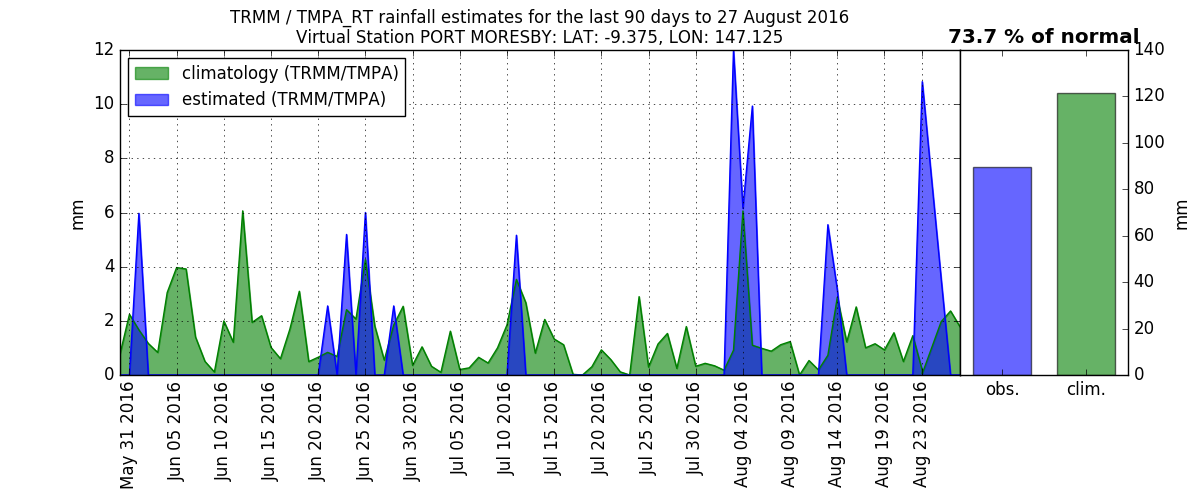 TRMM / TMPA_RT rainfall estimates for the last 90 days to 27 August 2016
Virtual Station PORT MORESBY: LAT: -9.375, LON: 147.125
73.7 % of normal
climatology (TRMM/TMPA)
estimated (TRMM/TMPA)
mm
12
10
8
6
4
2
0
May 31 2016
Jun 05 2016
Jun 10 2016
Jun 15 2016
Jun 20 2016
Jun 25 2016
Jun 30 2016
Jul 05 2016
Jul 10 2016
Jul 15 2016
Jul 20 2016
Jul 25 2016
Jul 30 2016
Aug 04 2016
Aug 09 2016
Aug 14 2016
Aug 19 2016
Aug 23 2016
obs.
clim.
140
120
100
80
60
40
20
0
mm